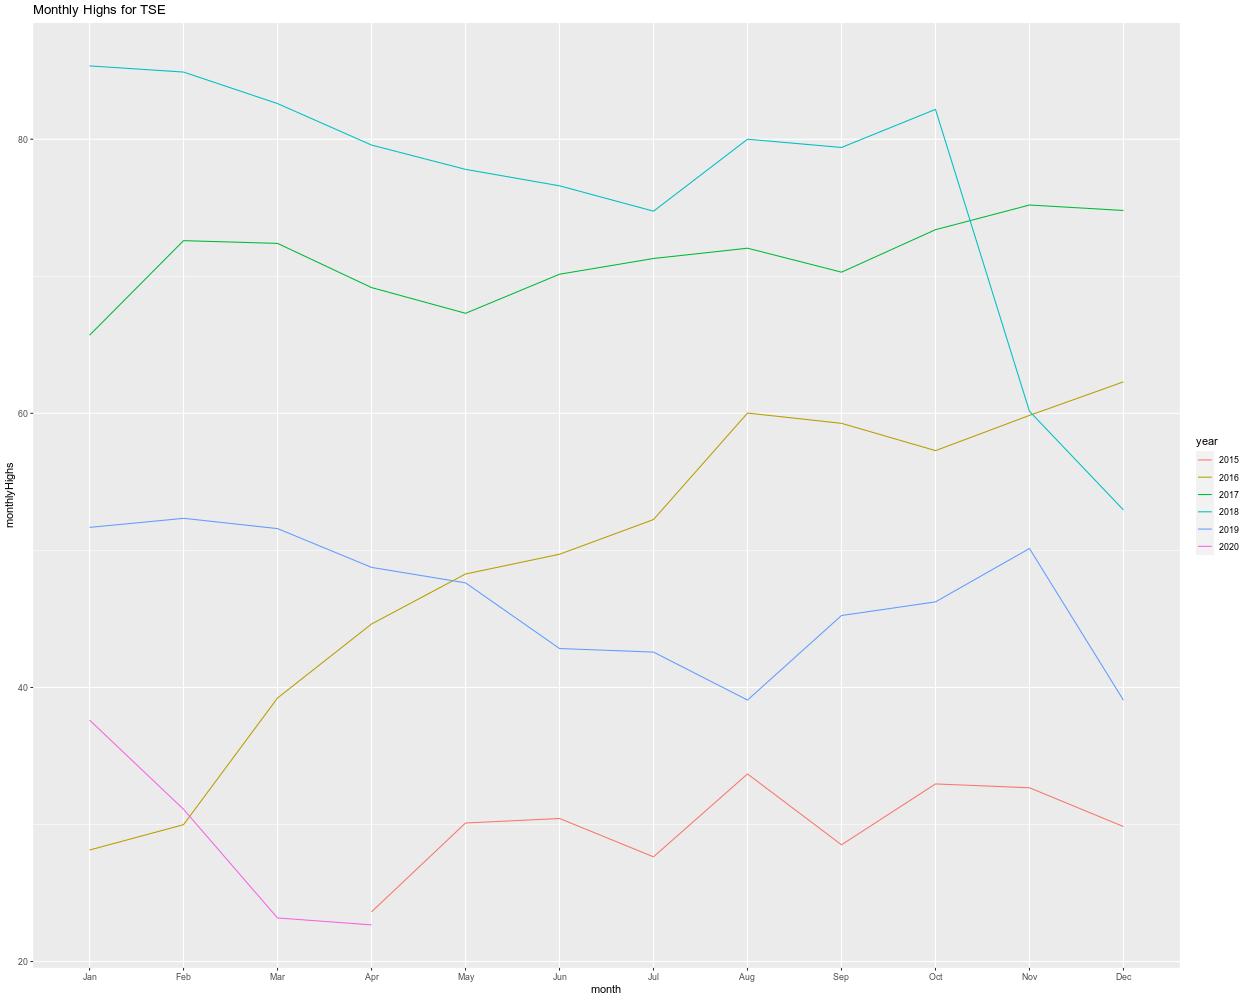 Monthly Highs for TSE
monthlyHighs
80
60
40
20
Jan Feb Mar Apr May Jun Jul Aug Sep Oct Nov Dec
month
year
2015
2016
2017
2018
2019
2020